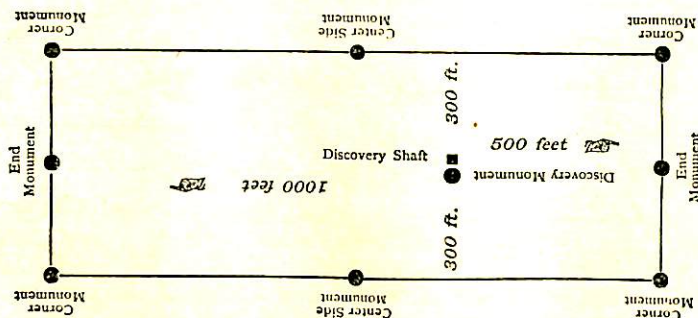 Corner
Monument
Center Side
Monument
Corner
Monument
End
Monument
300 ft.
Discovery Shaft
500 feet
Discovery Monument
1000 feet
300 ft.
End
Monument
Corner
Monument
Center Side
Monument
Corner
Monument